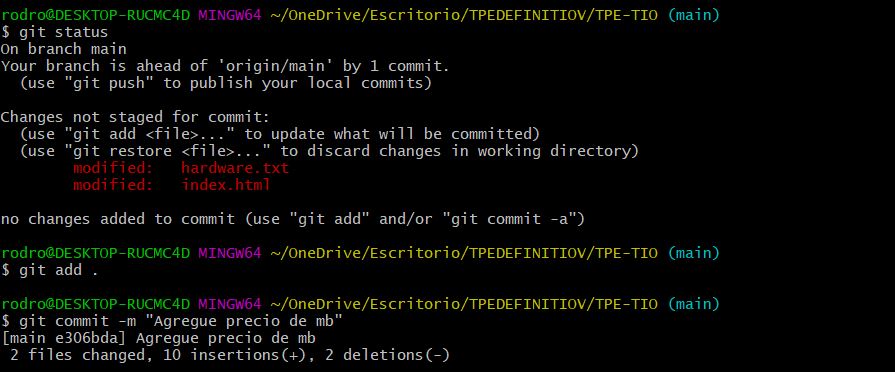 rodro@DESKTOP-RUCMC4D MINGW64 ~/OneDrive/Escritorio/TPEDEFINITIOV/TPE-TIO (main)
$ git status
On branch main
Your branch is ahead of 'origin/main' by 1 commit.
  (use "git push" to publish your local commits)

Changes not staged for commit:
  (use "git add <file>..." to update what will be committed)
  (use "git restore <file>..." to discard changes in working directory)
        modified:   hardware.txt
        modified:   index.html

no changes added to commit (use "git add" and/or "git commit -a")

rodro@DESKTOP-RUCMC4D MINGW64 ~/OneDrive/Escritorio/TPEDEFINITIOV/TPE-TIO (main)
$ git add .

rodro@DESKTOP-RUCMC4D MINGW64 ~/OneDrive/Escritorio/TPEDEFINITIOV/TPE-TIO (main)
$ git commit -m "Agregue precio de mb"
[main e306bda] Agregue precio de mb
 2 files changed, 10 insertions(+), 2 deletions(-)